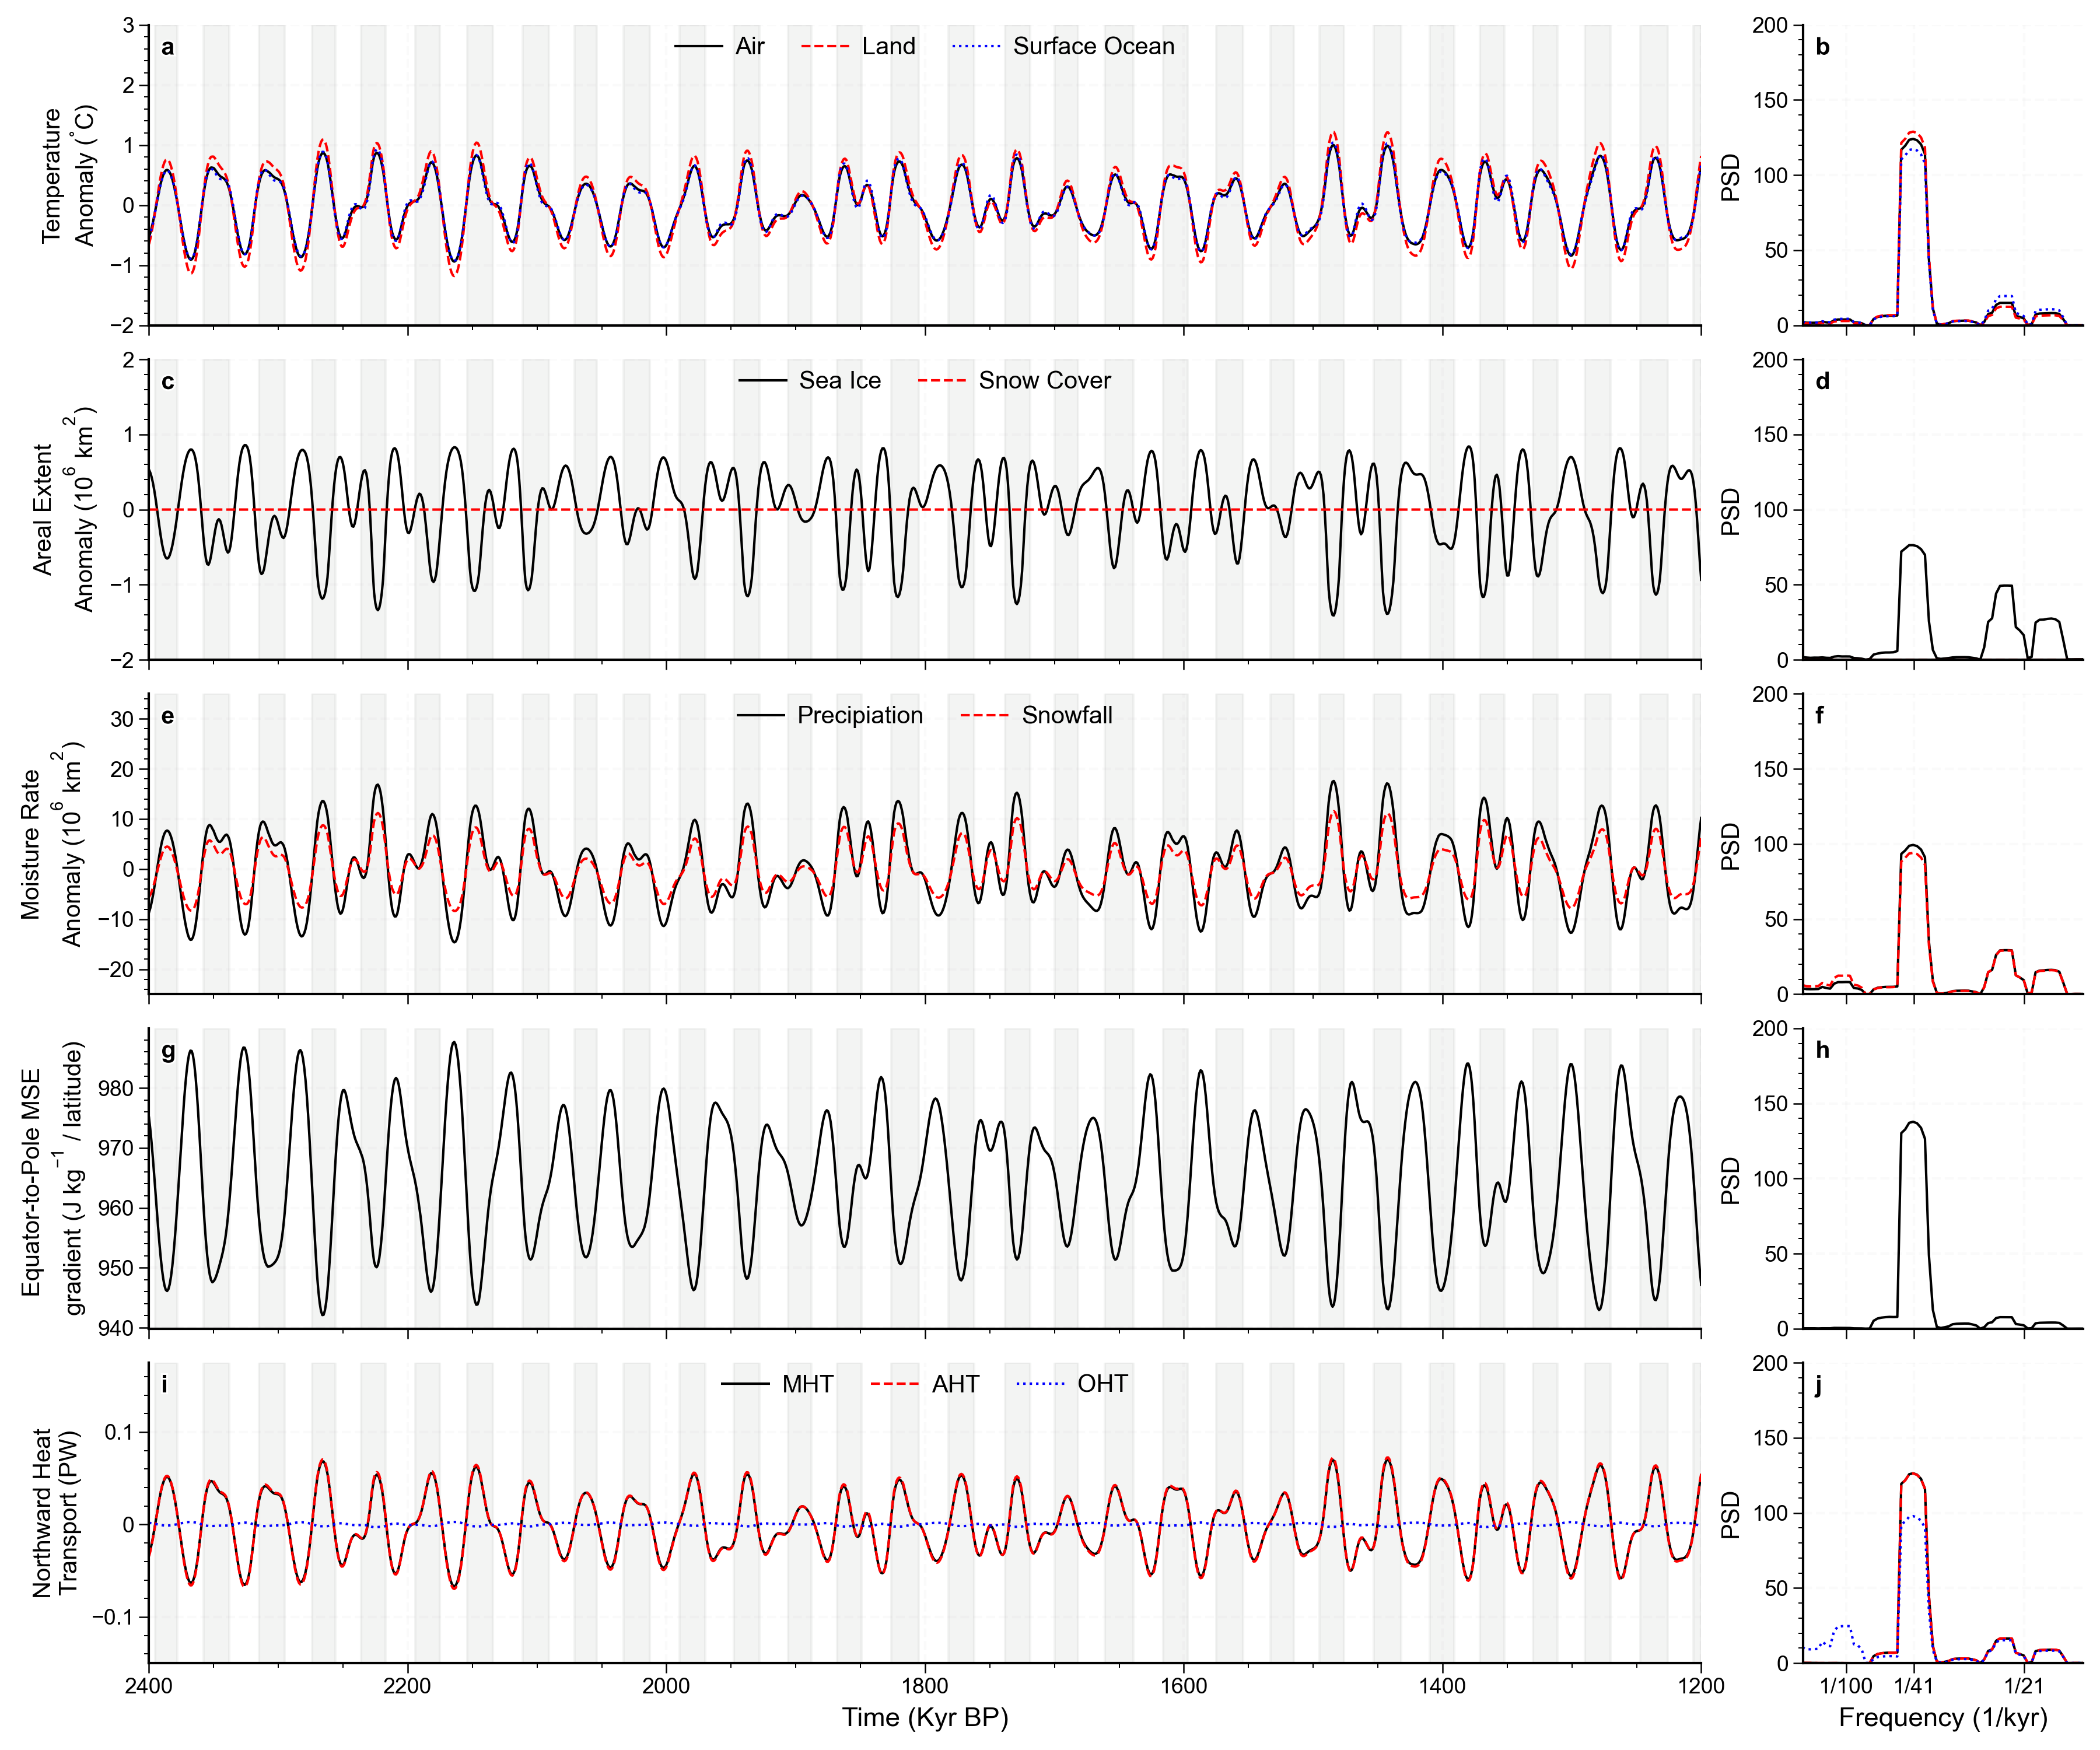 a
Air
Land
Surface Ocean
3
2
1
0
−1
−2
Temperature
Anomaly (°C)
b
200
150
100
50
0
PSD
c
Sea Ice
Snow Cover
2
1
0
−1
−2
Areal Extent
Anomaly (10⁶ km²)
d
200
150
100
50
0
PSD
e
Precipiation
Snowfall
30
20
10
0
−10
−20
Moisture Rate
Anomaly (10⁶ km²)
f
200
150
100
50
0
PSD
g
980
970
960
950
940
Equator-to-Pole MSE
gradient (J kg⁻¹ / latitude)
h
200
150
100
50
0
PSD
i
MHT
AHT
OHT
0.1
0
−0.1
Northward Heat
Transport (PW)
2400
2200
2000
1800
1600
1400
1200
Time (Kyr BP)
j
200
150
100
50
0
PSD
1/100
1/41
1/21
Frequency (1/kyr)